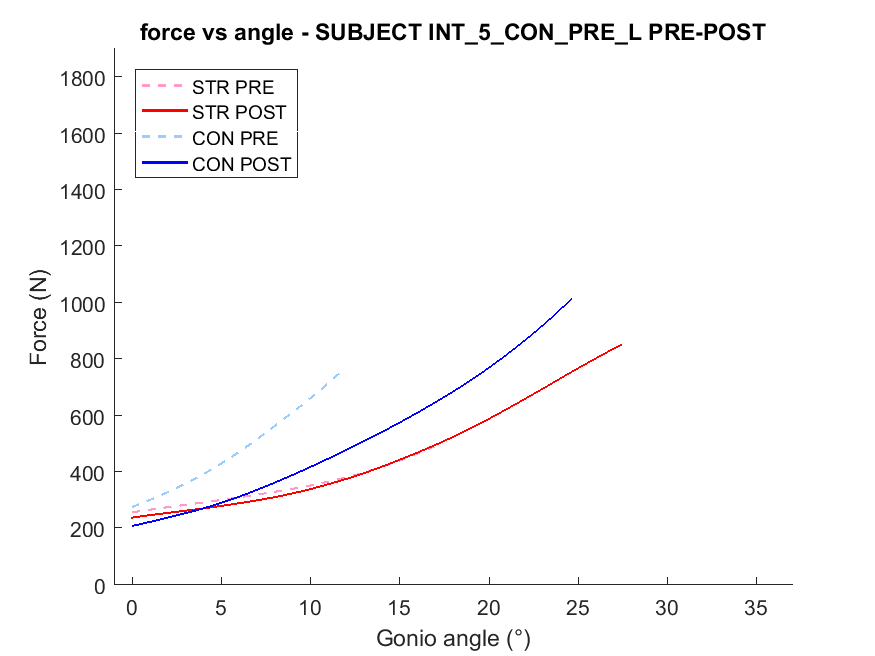 force vs angle - SUBJECT INT_5_CON_PRE_L PRE-POST
STR PRE
STR POST
CON PRE
CON POST
1800
1600
1400
1200
1000
800
600
400
200
0
Force (N)
0 5 10 15 20 25 30 35
Gonio angle (°)